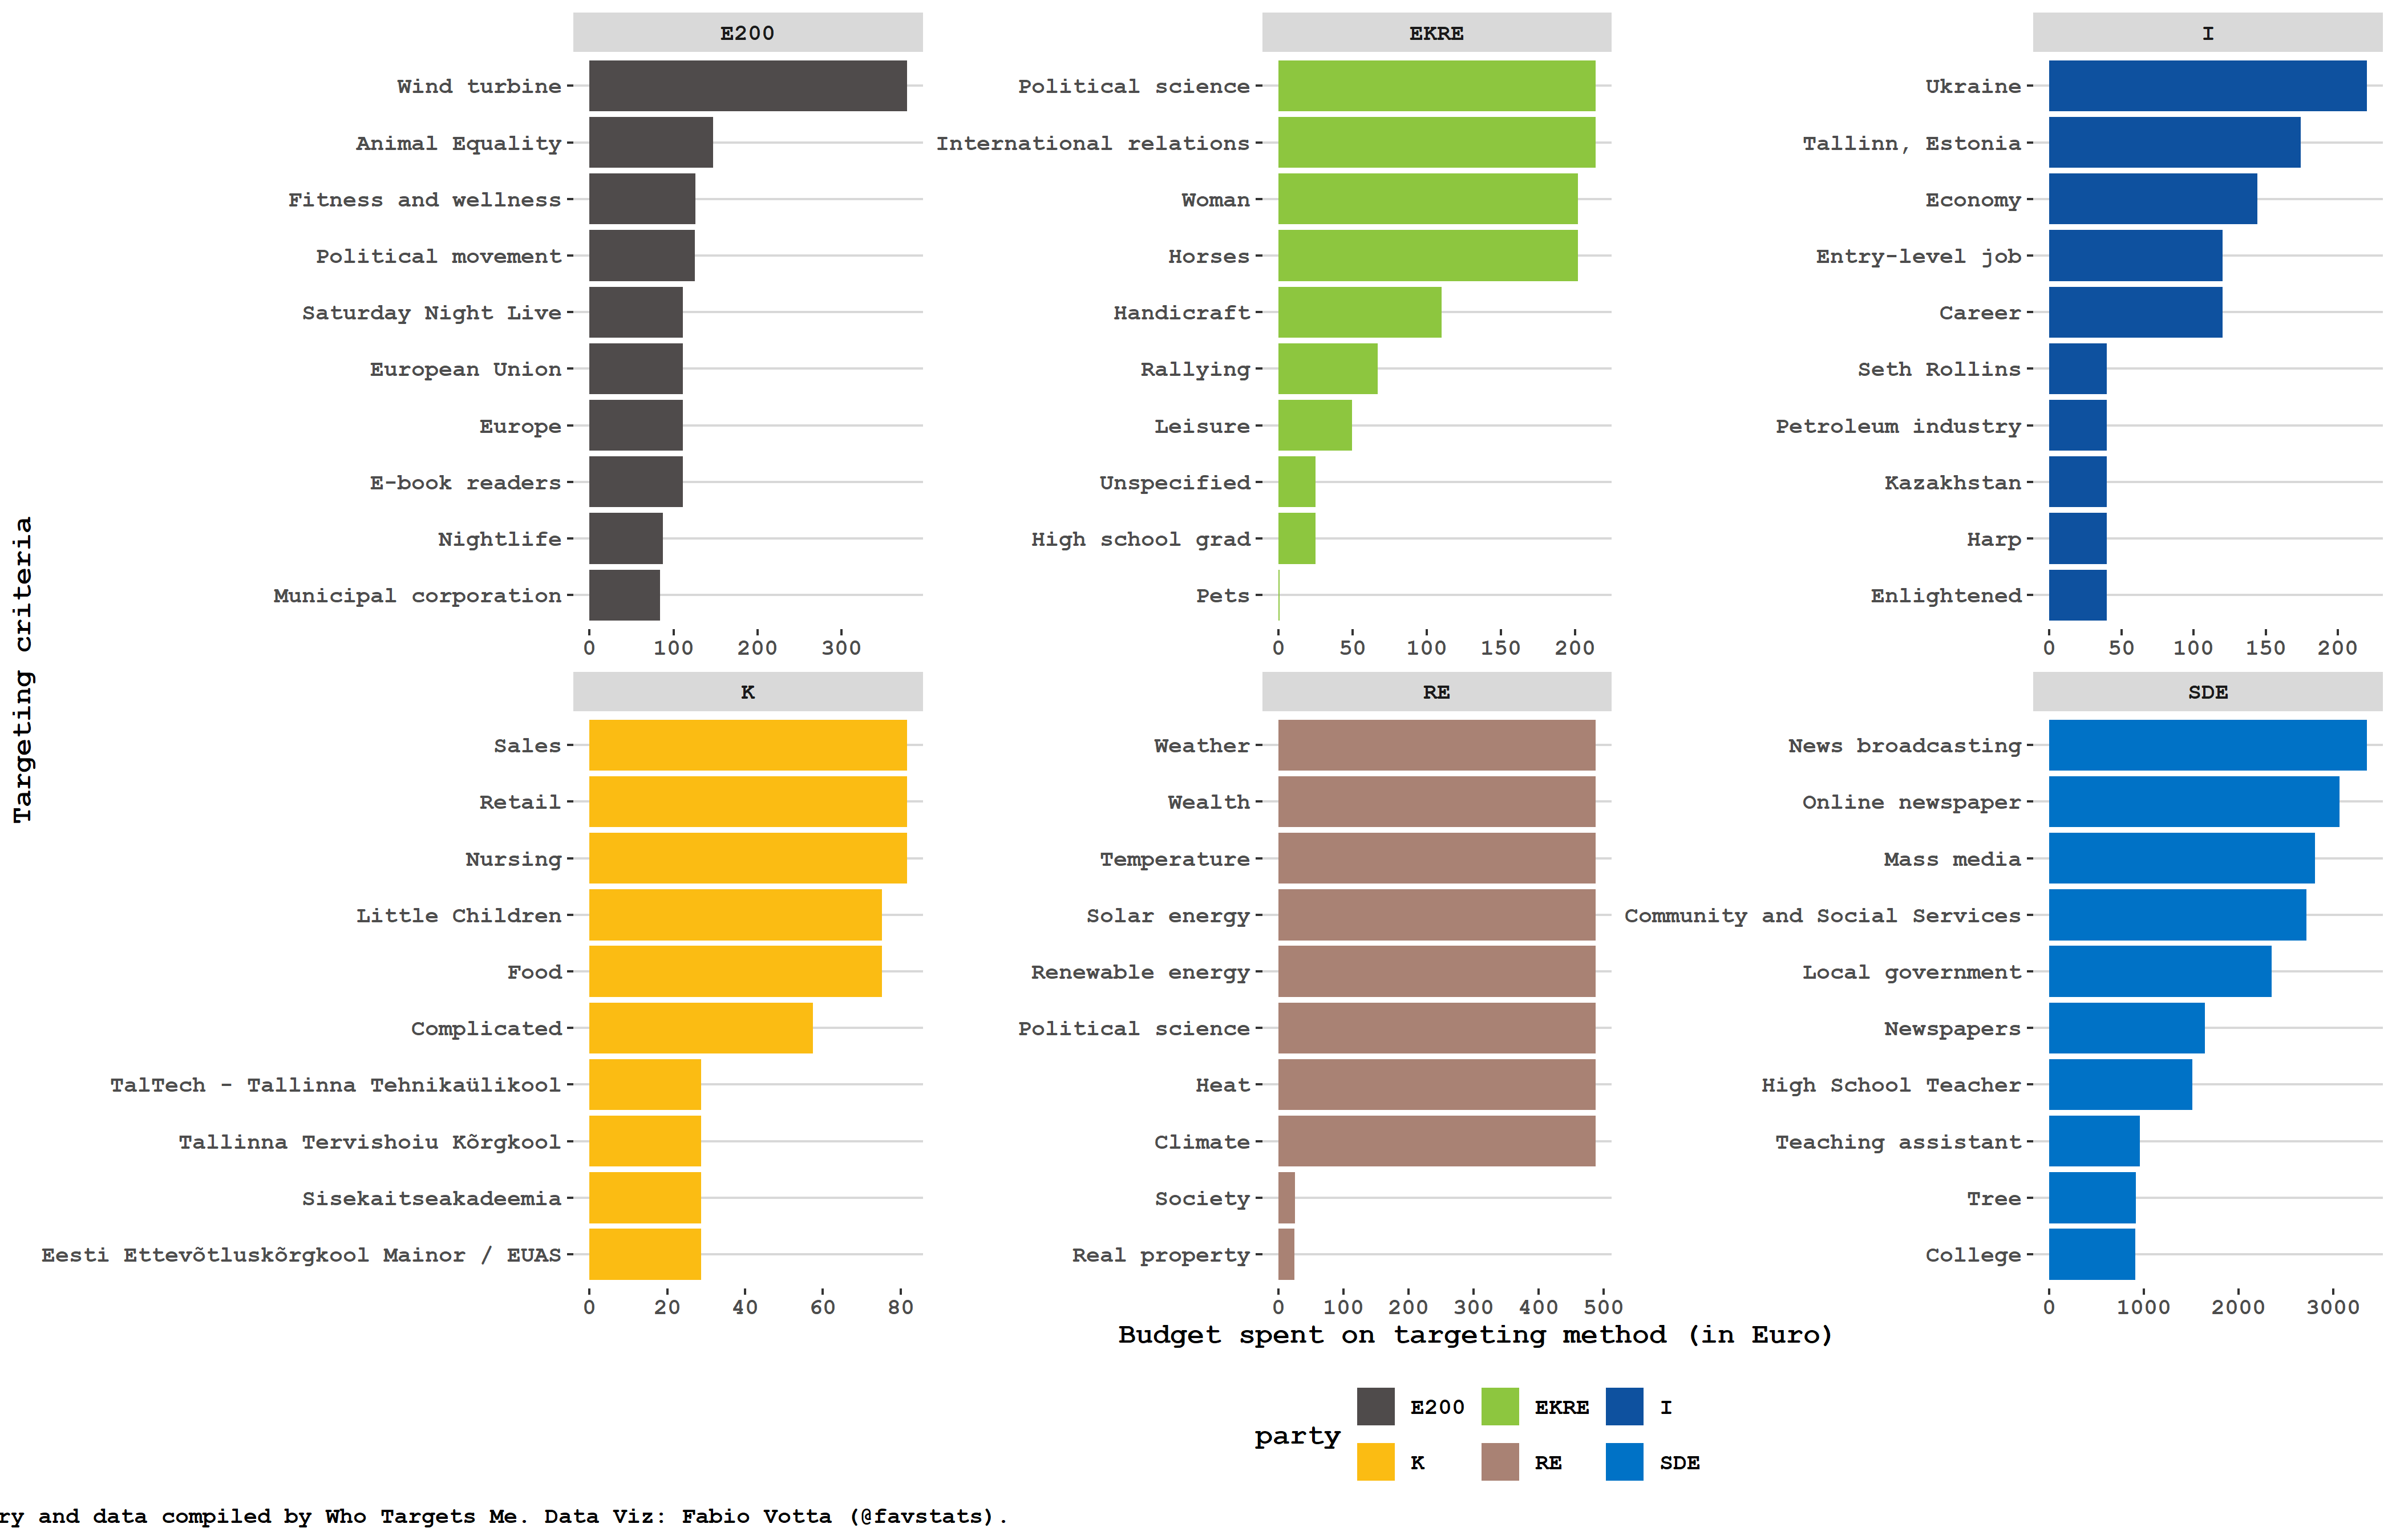 E200
Wind turbine
Animal Equality
Fitness and wellness
Political movement
Saturday Night Live
European Union
Europe
E-book readers
Nightlife
Municipal corporation
0 100 200 300
EKRE
Political science
International relations
Woman
Horses
Handicraft
Rallying
Leisure
Unspecified
High school grad
Pets
0 50 100 150 200
I
Ukraine
Tallinn, Estonia
Economy
Entry-level job
Career
Seth Rollins
Petroleum industry
Kazakhstan
Harp
Enlightened
0 50 100 150 200
Targeting criteria
K
Sales
Retail
Nursing
Little Children
Food
Complicated
TalTech - Tallinna Tehnikaülikool
Tallinna Tervishoiu Kõrgkool
Sisekaitseakadeemia
Eesti Ettevõtluskõrgkool Mainor / EUAS
0 20 40 60 80
RE
Weather
Wealth
Temperature
Solar energy
Renewable energy
Political science
Heat
Climate
Society
Real property
0 100 200 300 400 500
SDE
News broadcasting
Online newspaper
Mass media
Community and Social Services
Local government
Newspapers
High School Teacher
Teaching assistant
Tree
College
0 1000 2000 3000
Budget spent on targeting method (in Euro)
party
E200 EKRE I
K RE SDE
ry and data compiled by Who Targets Me. Data Viz: Fabio Votta (@favstats).